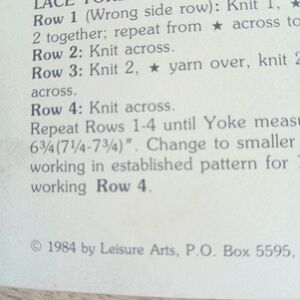 LACE YOKE
Row 1 (Wrong side row): Knit 1, ★
2 together; repeat from ★ across to
Row 2: Knit across.
Row 3: Knit 2, ★ yarn over, knit 2
across.
Row 4: Knit across.
Repeat Rows 1-4 until Yoke measu
6¾(7¼-7¾)". Change to smaller
working in established pattern for
working Row 4.
© 1984 by Leisure Arts, P.O. Box 5595,